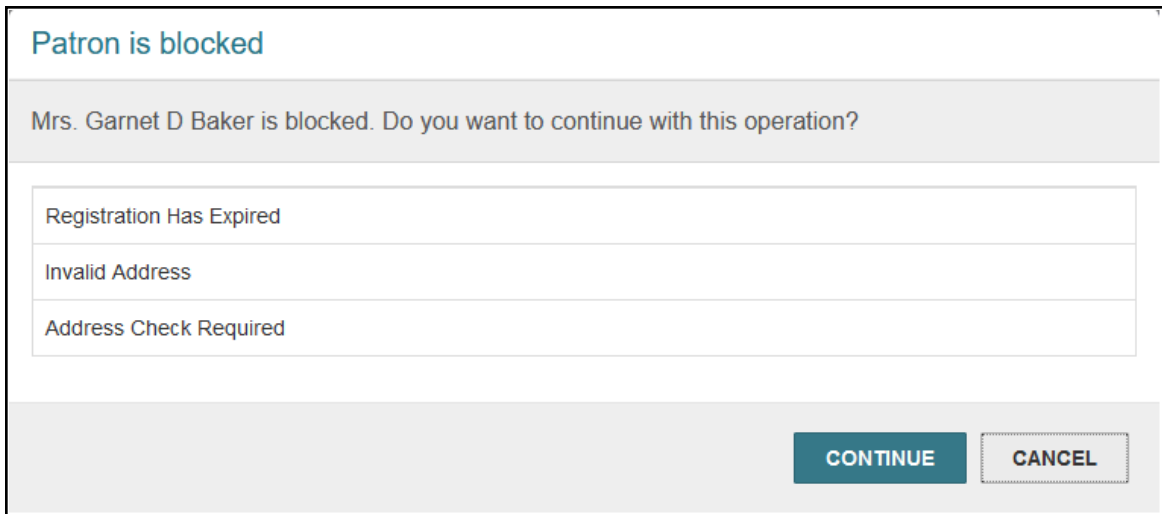 Patron is blocked
Mrs. Garnet D Baker is blocked. Do you want to continue with this operation?
Registration Has Expired
Invalid Address
Address Check Required
CONTINUE CANCEL